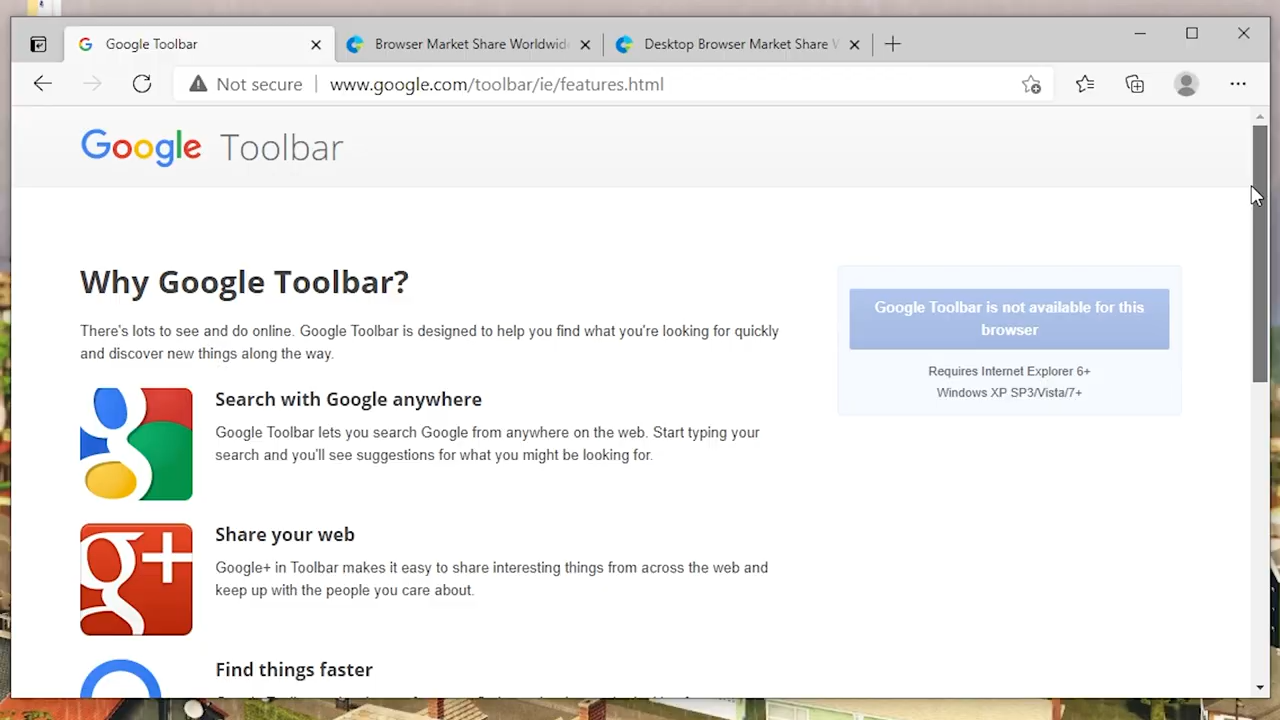 Google Toolbar
Browser Market Share Worldwid
Desktop Browser Market Share
Not secure
www.google.com/toolbar/ie/features.html
Google Toolbar
Why Google Toolbar?
There's lots to see and do online. Google Toolbar is designed to help you find what you're looking for quickly
and discover new things along the way.
Google Toolbar is not available for this
browser
Requires Internet Explorer 6+
Windows XP SP3/Vista/7+
Search with Google anywhere
Google Toolbar lets you search Google from anywhere on the web. Start typing your
search and you'll see suggestions for what you might be looking for.
g+
Share your web
Google+ in Toolbar makes it easy to share interesting things from across the web and
keep up with the people you care about.
Find things faster